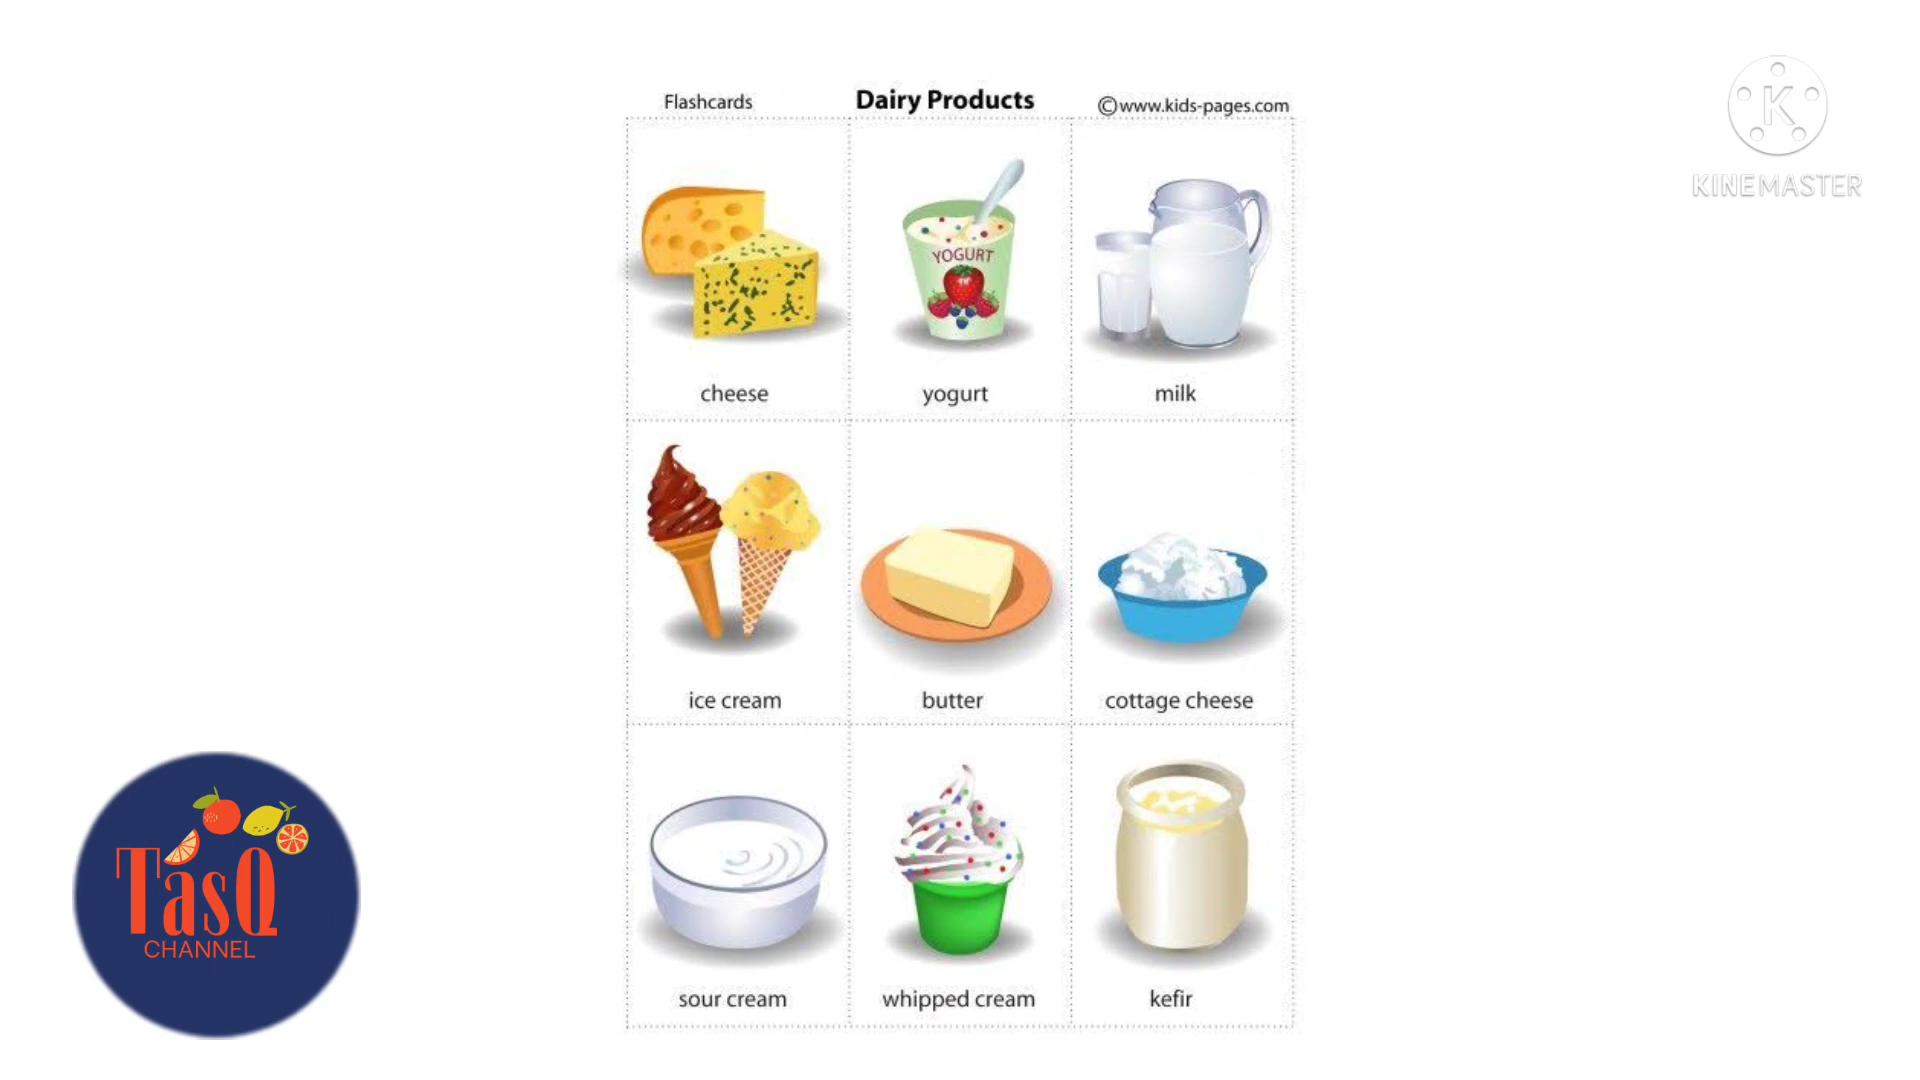 Flashcards
Dairy Products
©www.kids-pages.com
KINEMASTER
YOGURT
cheese
yogurt
milk
ice cream
butter
cottage cheese
sour cream
whipped cream
kefir
TasQ
CHANNEL